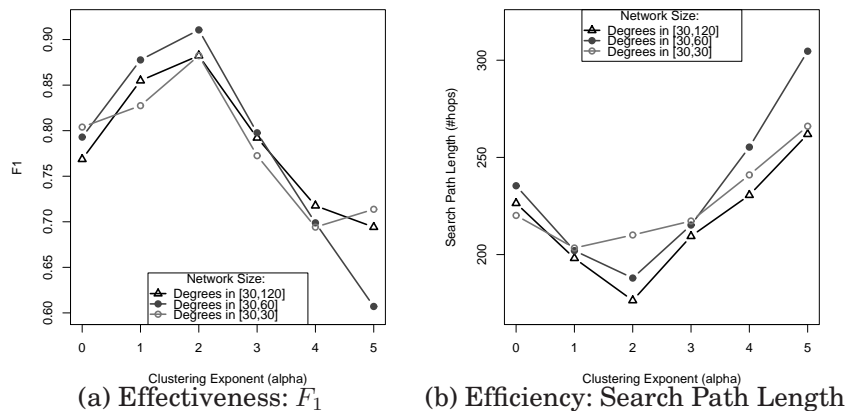 F1
0.60 0.65 0.70 0.75 0.80 0.85 0.90
Network Size:
Degrees in [30,120]
Degrees in [30,60]
Degrees in [30,30]
0 1 2 3 4 5
Clustering Exponent (alpha)
(a) Effectiveness: F1
Search Path Length (#hops)
200 250 300
Network Size:
Degrees in [30,120]
Degrees in [30,60]
Degrees in [30,30]
0 1 2 3 4 5
Clustering Exponent (alpha)
(b) Efficiency: Search Path Length